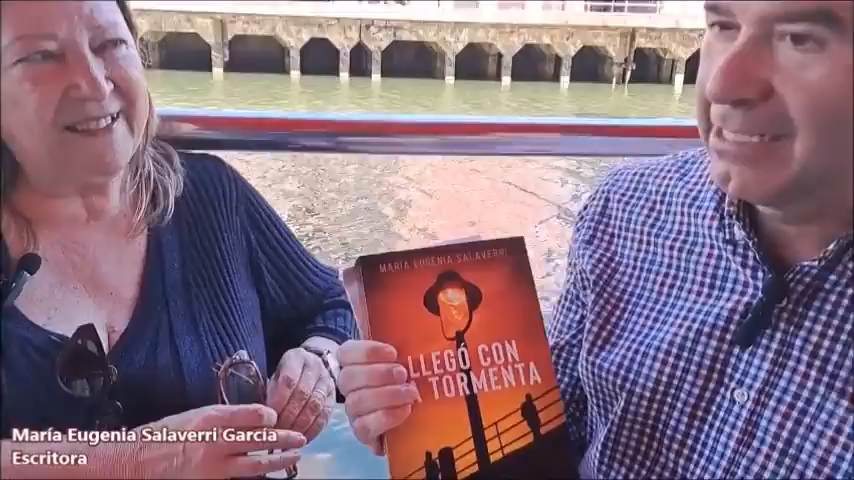 MARÍA EUGENIA SALAVERRI
LLEGÓ CON
TORMENTA
María Eugenia Salaverri García
Escritora